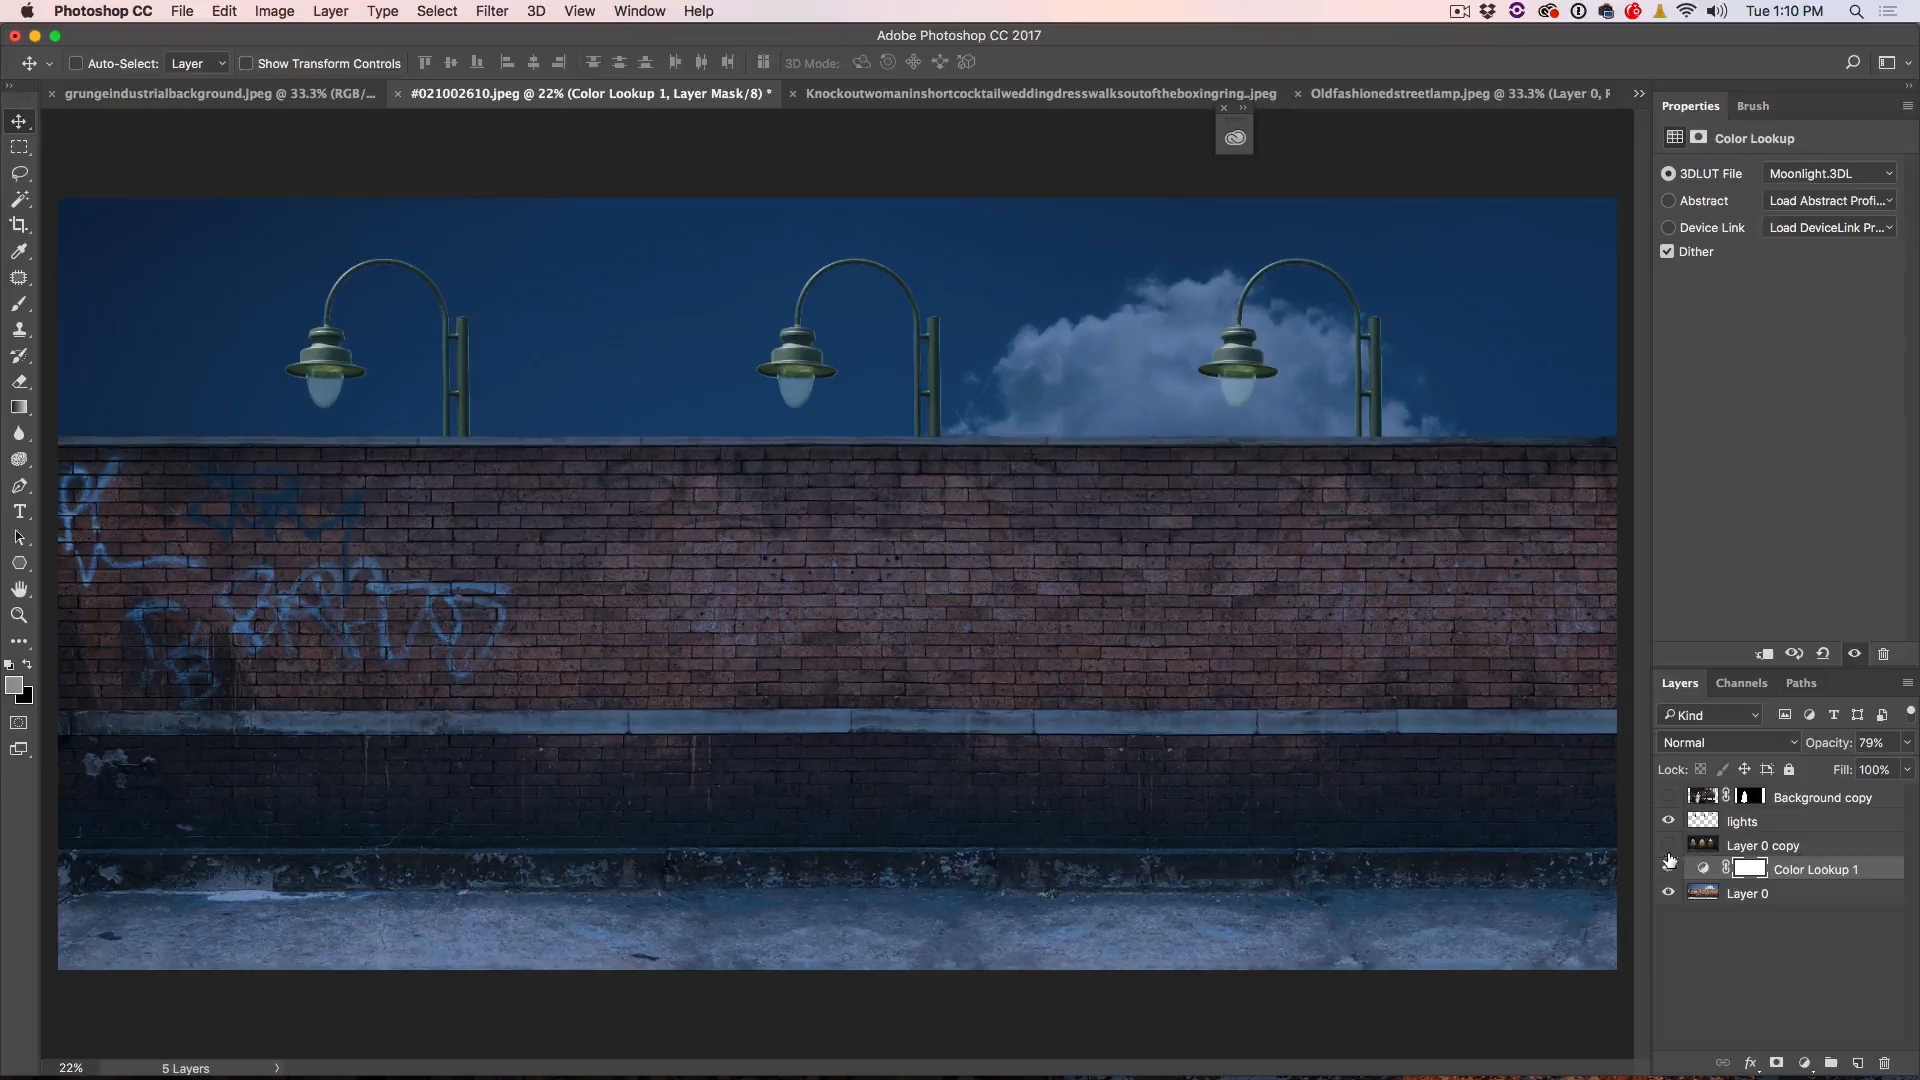 Photoshop CC File Edit Image Layer Type Select Filter 3D View Window Help Tue 1:10 PM
Adobe Photoshop CC 2017
Auto-Select: Layer Show Transform Controls 3D Mode:
grungeindustrialbackground.jpeg @ 33.3% (RGB/... #021002610.jpeg @ 22% (Color Lookup 1, Layer Mask/8) * Knockoutwomaninshortcocktailweddingdresswalksoutoftheboxingring..jpeg Oldfashionedstreetlamp.jpeg @ 33.3% (Layer 0, R
Properties Brush
Color Lookup
3DLUT File Moonlight.3DL
Abstract Load Abstract Profi...
Device Link Load DeviceLink Pr...
Dither
Layers Channels Paths
Kind
Normal Opacity: 79%
Lock: Fill: 100%
Background copy
lights
Layer 0 copy
Color Lookup 1
Layer 0
22% 5 Layers